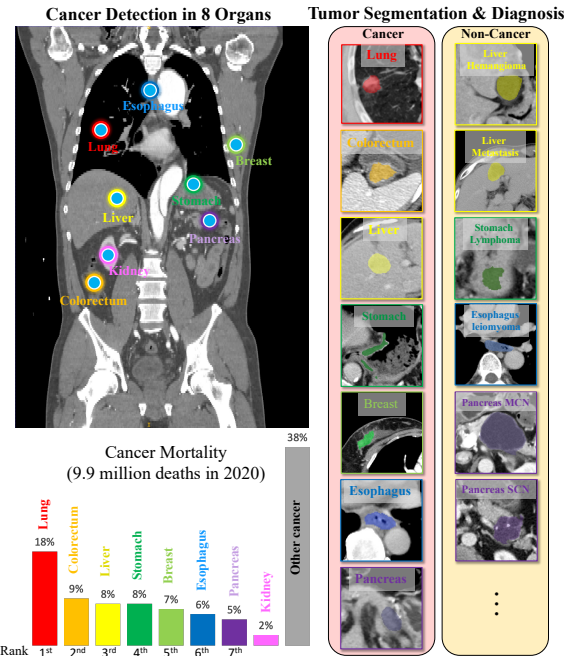 Cancer Detection in 8 Organs
Esophagus
Lung
Breast
Stomach
Liver
Pancreas
Kidney
Colorectum
Cancer Mortality
(9.9 million deaths in 2020)
38%
Other cancer
Lung
18%
Colorectum
9%
Liver
8%
Stomach
8%
Breast
7%
Esophagus
6%
Pancreas
5%
Kidney
2%
Rank 1st 2nd 3rd 4th 5th 6th 7th
Tumor Segmentation & Diagnosis
Cancer
Lung
Colorectum
Liver
Stomach
Breast
Esophagus
Pancreas
Non-Cancer
Liver
Hemangioma
Liver
Metastasis
Stomach
Lymphoma
Esophagus
leiomyoma
Pancreas MCN
Pancreas SCN
⋮